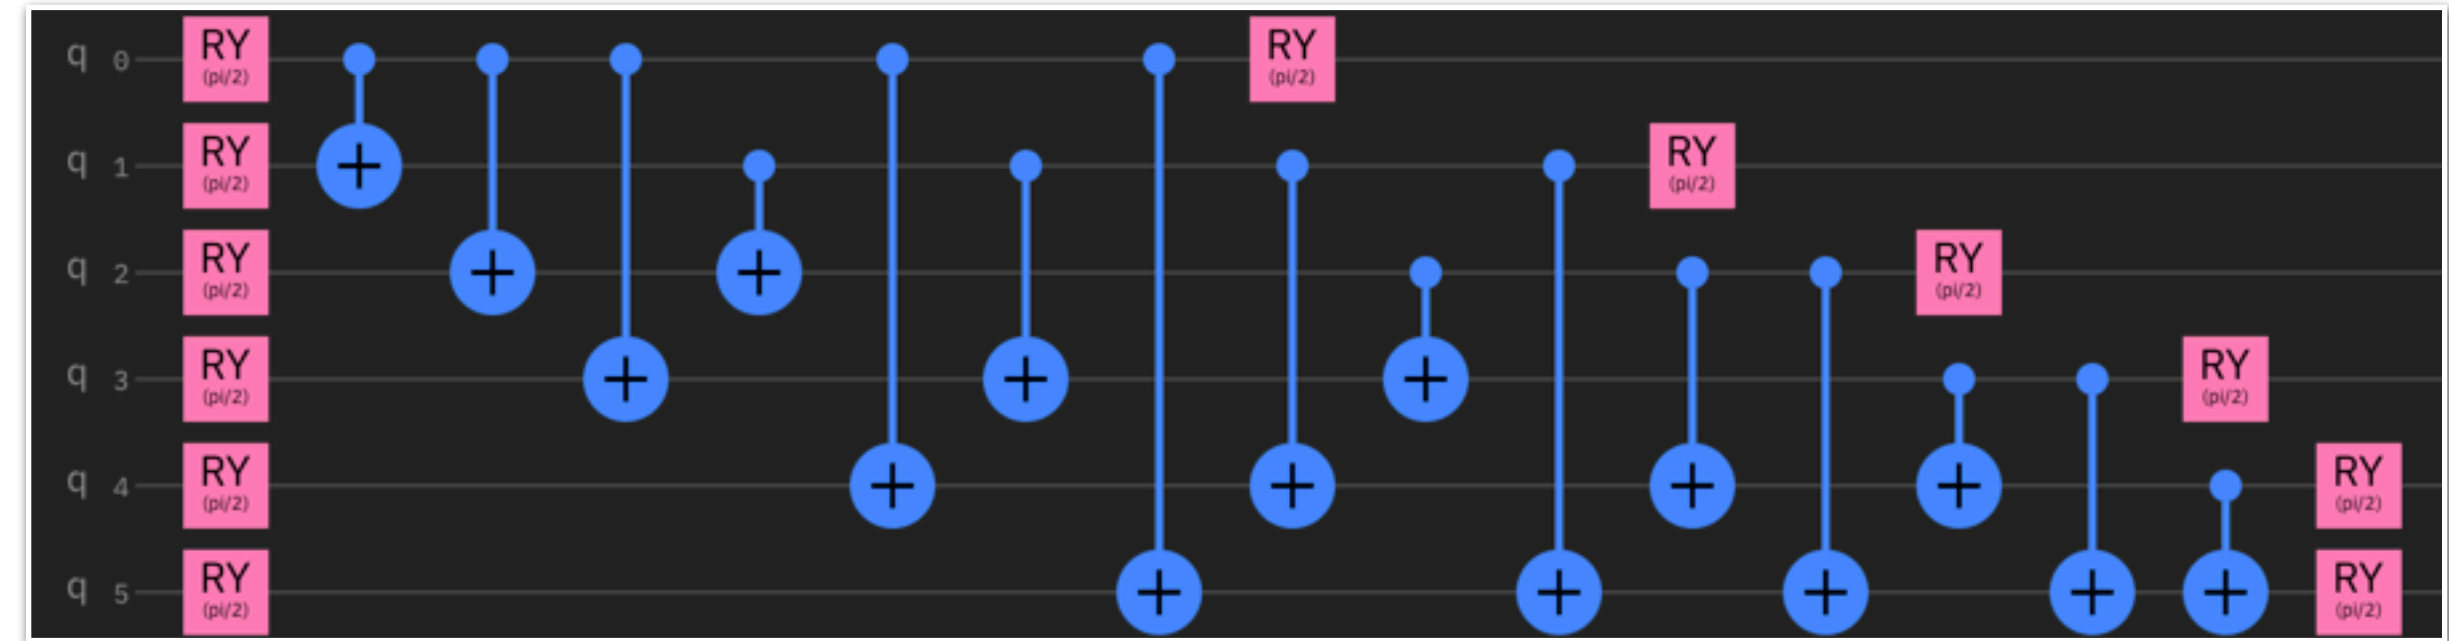 q 0 RY RY
(pi/2) (pi/2)
q 1 RY RY
(pi/2) (pi/2)
q 2 RY RY
(pi/2) (pi/2)
q 3 RY RY
(pi/2) (pi/2)
q 4 RY RY
(pi/2) (pi/2)
q 5 RY RY
(pi/2) (pi/2)